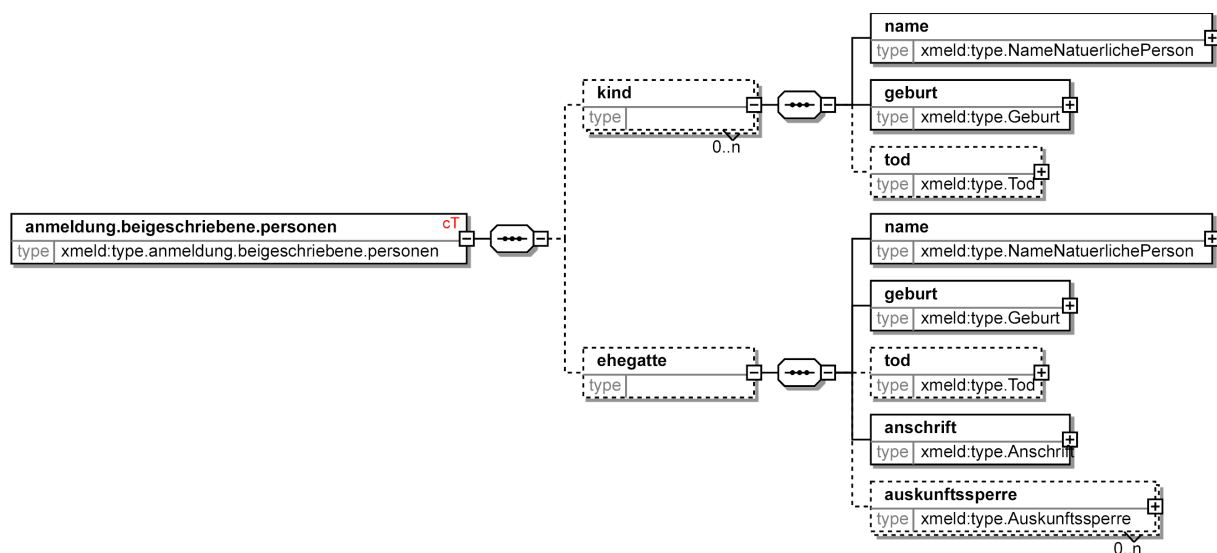 name
type xmeld:type.NameNatuerlichePerson
kind
type
0..n
geburt
type xmeld:type.Geburt
tod
type xmeld:type.Tod
anmeldung.beigeschriebene.personen cT
type xmeld:type.anmeldung.beigeschriebene.personen
name
type xmeld:type.NameNatuerlichePerson
geburt
type xmeld:type.Geburt
ehegatte
type
tod
type xmeld:type.Tod
anschrift
type xmeld:type.Anschrift
auskunftssperre
type xmeld:type.Auskunftssperre
0..n